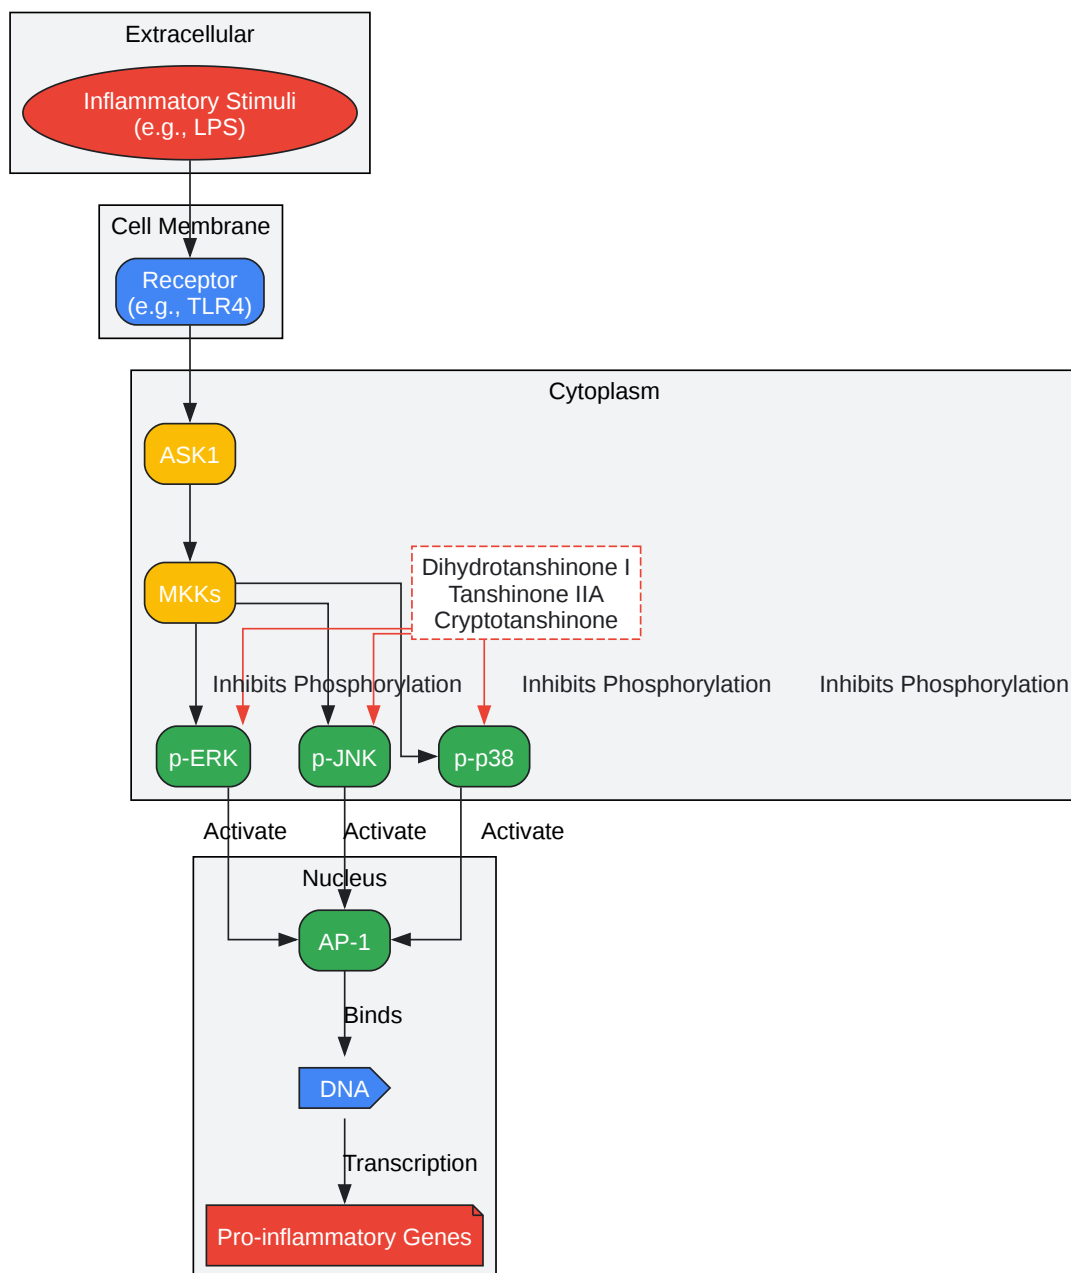 Extracellular
Inflammatory Stimuli
(e.g., LPS)
Cell Membrane
Receptor
(e.g., TLR4)
Cytoplasm
ASK1
MKKs
Dihydrotanshinone I
Tanshinone IIA
Cryptotanshinone
Inhibits Phosphorylation
Inhibits Phosphorylation
Inhibits Phosphorylation
p-ERK
p-JNK
p-p38
Activate
Activate
Activate
Nucleus
AP-1
Binds
DNA
Transcription
Pro-inflammatory Genes